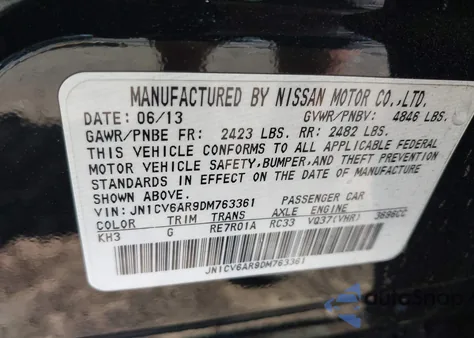 MANUFACTURED BY NISSAN MOTOR CO.,LTD.
DATE: 06/13 GVWR/PNBV: 4846 LBS.
GAWR/PNBE FR: 2423 LBS. RR: 2482 LBS.
THIS VEHICLE CONFORMS TO ALL APPLICABLE FEDERAL
MOTOR VEHICLE SAFETY, BUMPER, AND THEFT PREVENTION
STANDARDS IN EFFECT ON THE DATE OF MANUFACTURE
SHOWN ABOVE.
VIN: JN1CV6AR9DM763361 PASSENGER CAR
COLOR TRIM TRANS AXLE ENGINE
KH3 G RE7R01A RC33 VQ37(VHR) 3696CC
JN1CV6AR9DM763361
AutoSnap